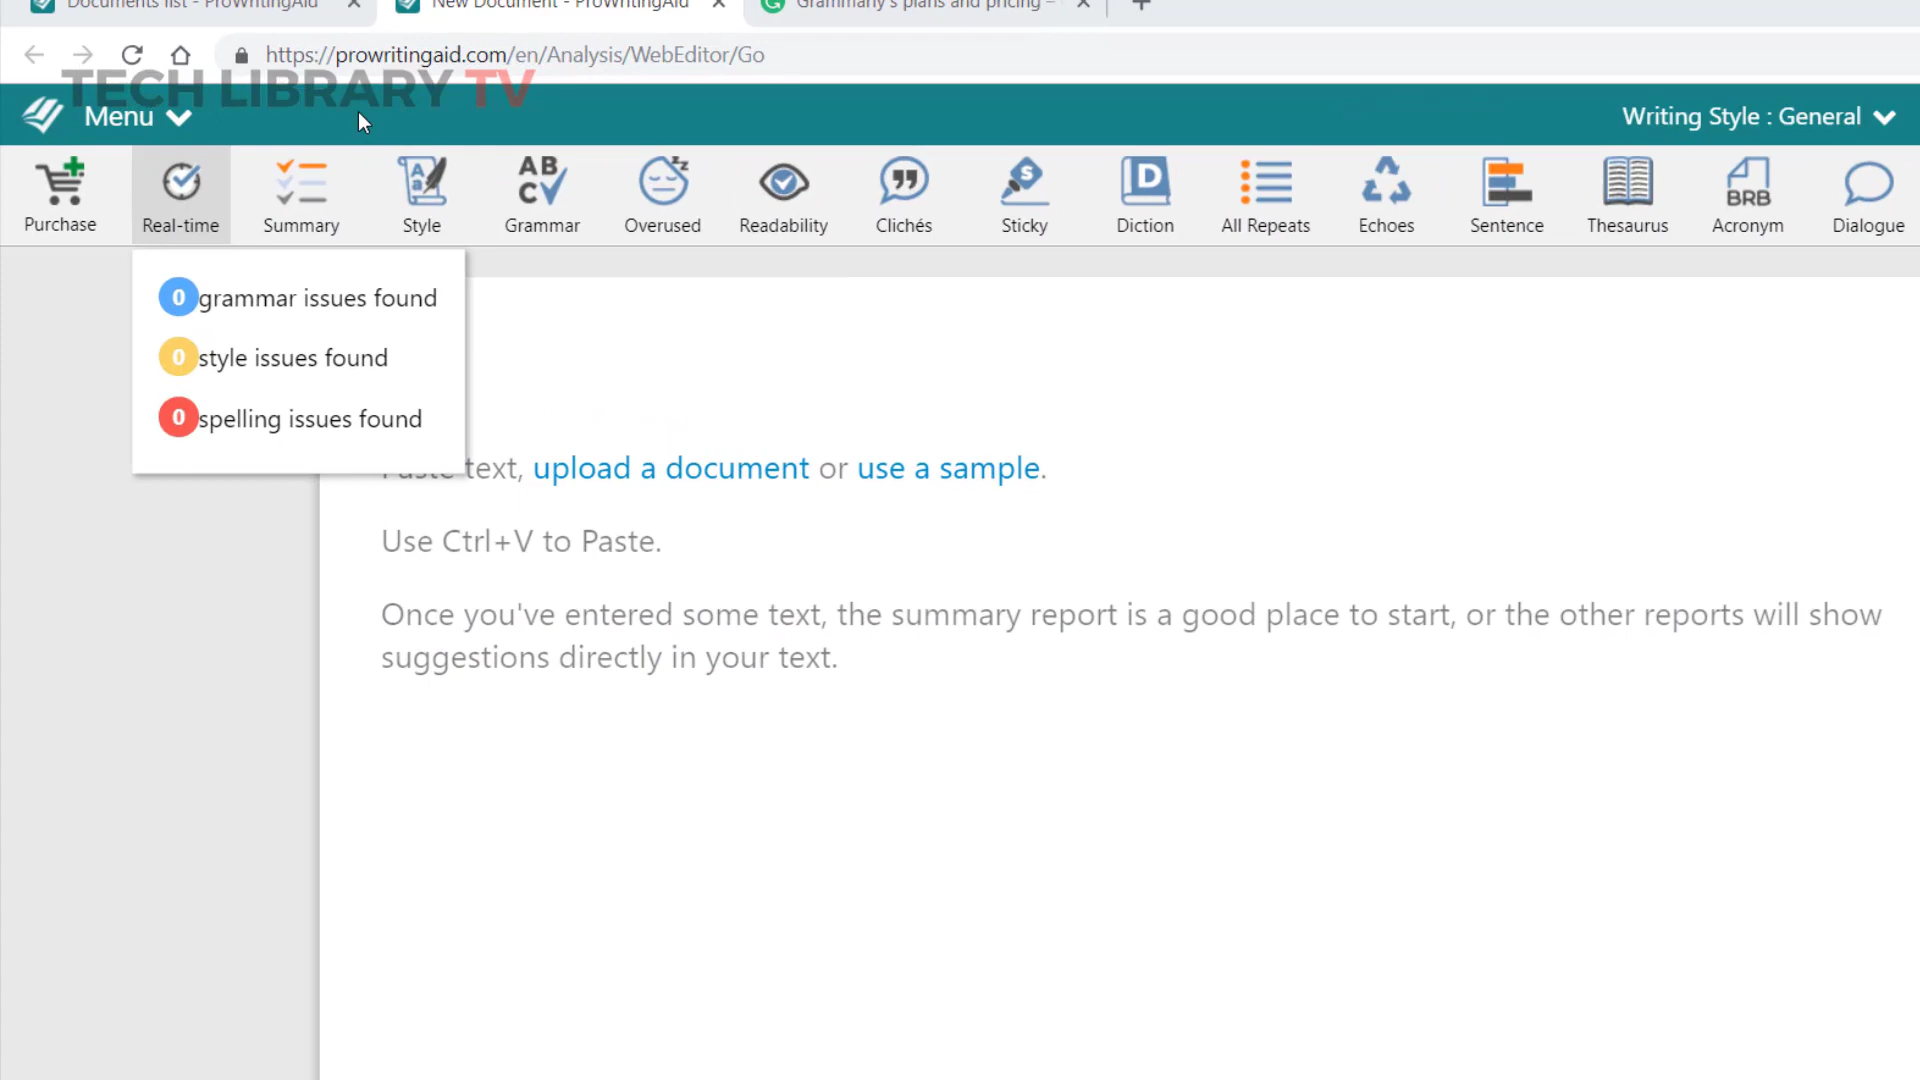 Documents list - ProWritingAid
New Document - ProWritingAid
Grammarly's plans and pricing –
https://prowritingaid.com/en/Analysis/WebEditor/Go
TECH LIBRARY TV
Menu
Writing Style : General
Purchase
Real-time
Summary
Style
Grammar
Overused
Readability
Clichés
Sticky
Diction
All Repeats
Echoes
Sentence
Thesaurus
Acronym
Dialogue
0 grammar issues found
0 style issues found
0 spelling issues found
Paste text, upload a document or use a sample.
Use Ctrl+V to Paste.
Once you've entered some text, the summary report is a good place to start, or the other reports will show
suggestions directly in your text.